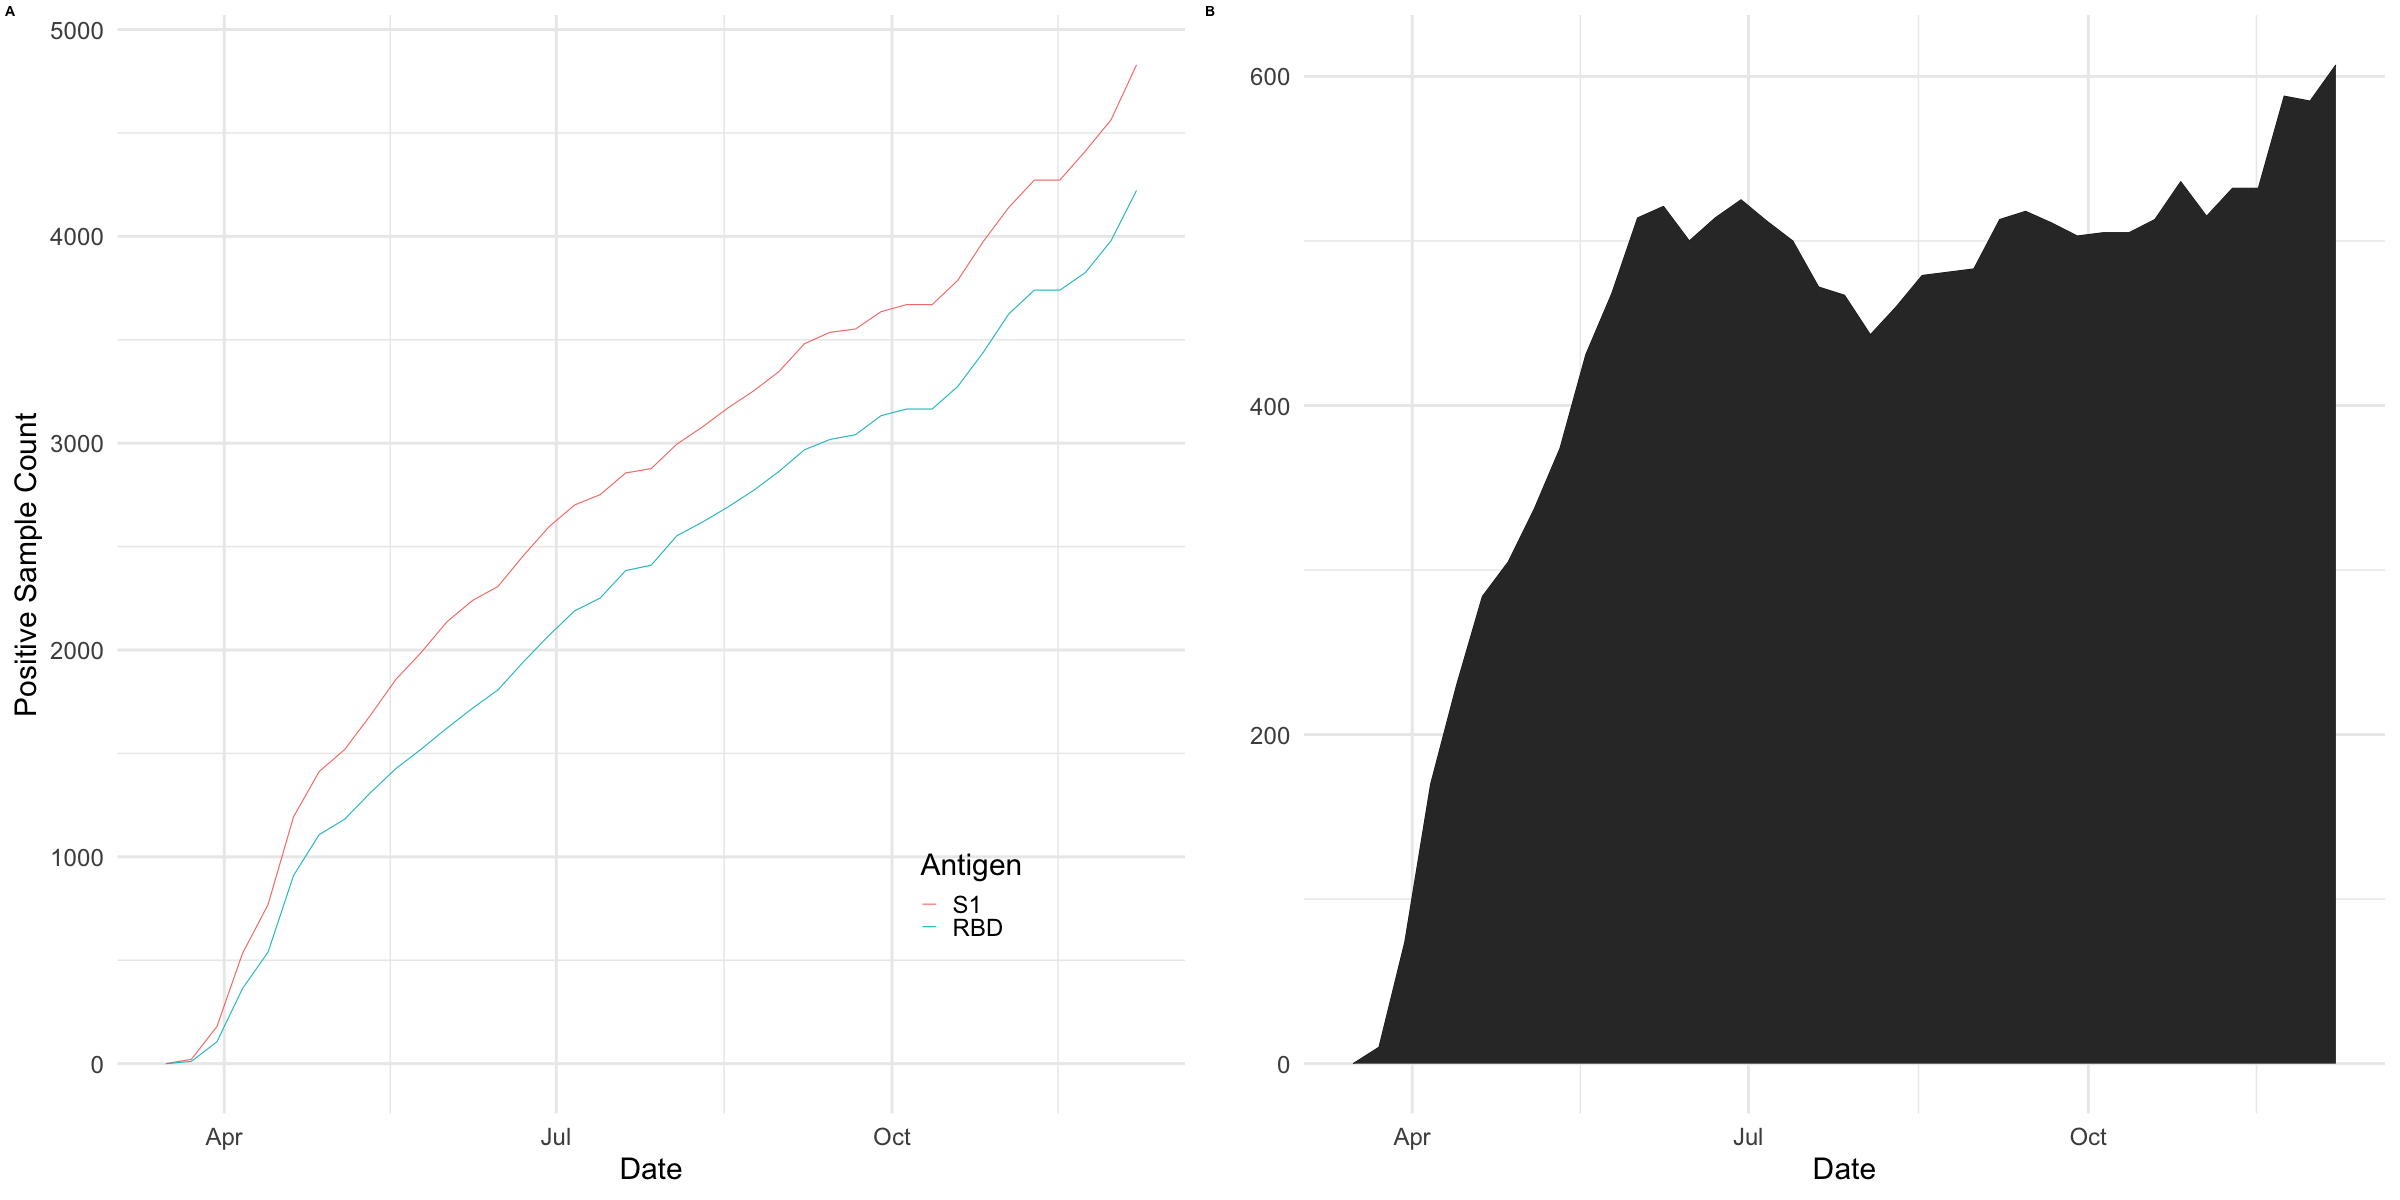 A
5000
4000
3000
2000
1000
0
Positive Sample Count
Apr Jul Oct
Date
Antigen
S1
RBD
B
600
400
200
0
Apr Jul Oct
Date